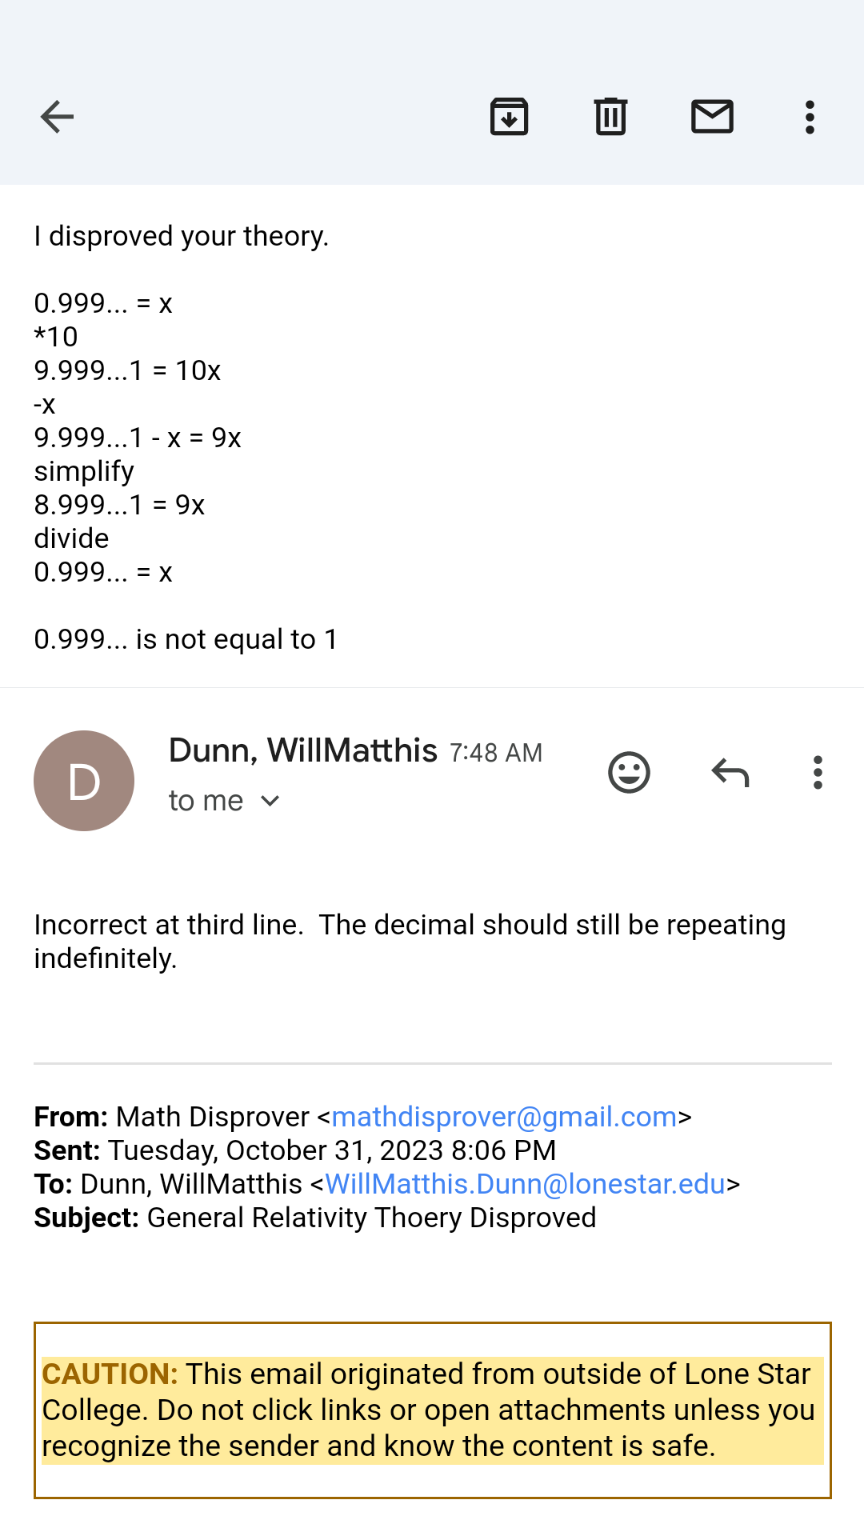 I disproved your theory.
0.999... = x
*10
9.999...1 = 10x
-x
9.999...1 - x = 9x
simplify
8.999...1 = 9x
divide
0.999... = x
0.999... is not equal to 1
D
Dunn, WillMatthis 7:48 AM
to me
Incorrect at third line.  The decimal should still be repeating
indefinitely.
From: Math Disprover <mathdisprover@gmail.com>
Sent: Tuesday, October 31, 2023 8:06 PM
To: Dunn, WillMatthis <WillMatthis.Dunn@lonestar.edu>
Subject: General Relativity Thoery Disproved
CAUTION: This email originated from outside of Lone Star
College. Do not click links or open attachments unless you
recognize the sender and know the content is safe.